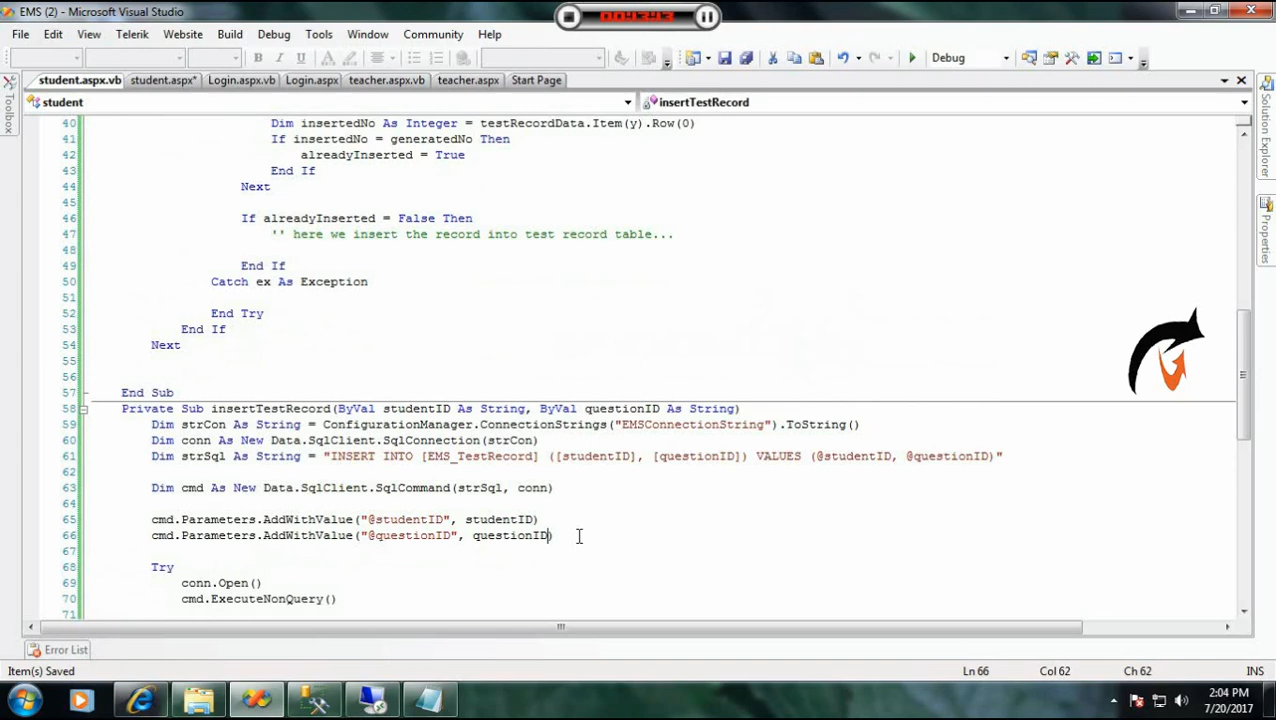 EMS (2) - Microsoft Visual Studio
File Edit View Telerik Website Build Debug Tools Window Community Help
Debug
student.aspx.vb student.aspx* Login.aspx.vb Login.aspx teacher.aspx.vb teacher.aspx Start Page
student insertTestRecord
Toolbox
Solution Explorer
Properties
40 Dim insertedNo As Integer = testRecordData.Item(y).Row(0)
41 If insertedNo = generatedNo Then
42 alreadyInserted = True
43 End If
44 Next
45
46 If alreadyInserted = False Then
47 '' here we insert the record into test record table...
48
49 End If
50 Catch ex As Exception
51
52 End Try
53 End If
54 Next
55
56
57 End Sub
58 Private Sub insertTestRecord(ByVal studentID As String, ByVal questionID As String)
59 Dim strCon As String = ConfigurationManager.ConnectionStrings("EMSConnectionString").ToString()
60 Dim conn As New Data.SqlClient.SqlConnection(strCon)
61 Dim strSql As String = "INSERT INTO [EMS_TestRecord] ([studentID], [questionID]) VALUES (@studentID, @questionID)"
62
63 Dim cmd As New Data.SqlClient.SqlCommand(strSql, conn)
64
65 cmd.Parameters.AddWithValue("@studentID", studentID)
66 cmd.Parameters.AddWithValue("@questionID", questionID)
67
68 Try
69 conn.Open()
70 cmd.ExecuteNonQuery()
71
Error List
Item(s) Saved Ln 66 Col 62 Ch 62 INS
2:04 PM
7/20/2017